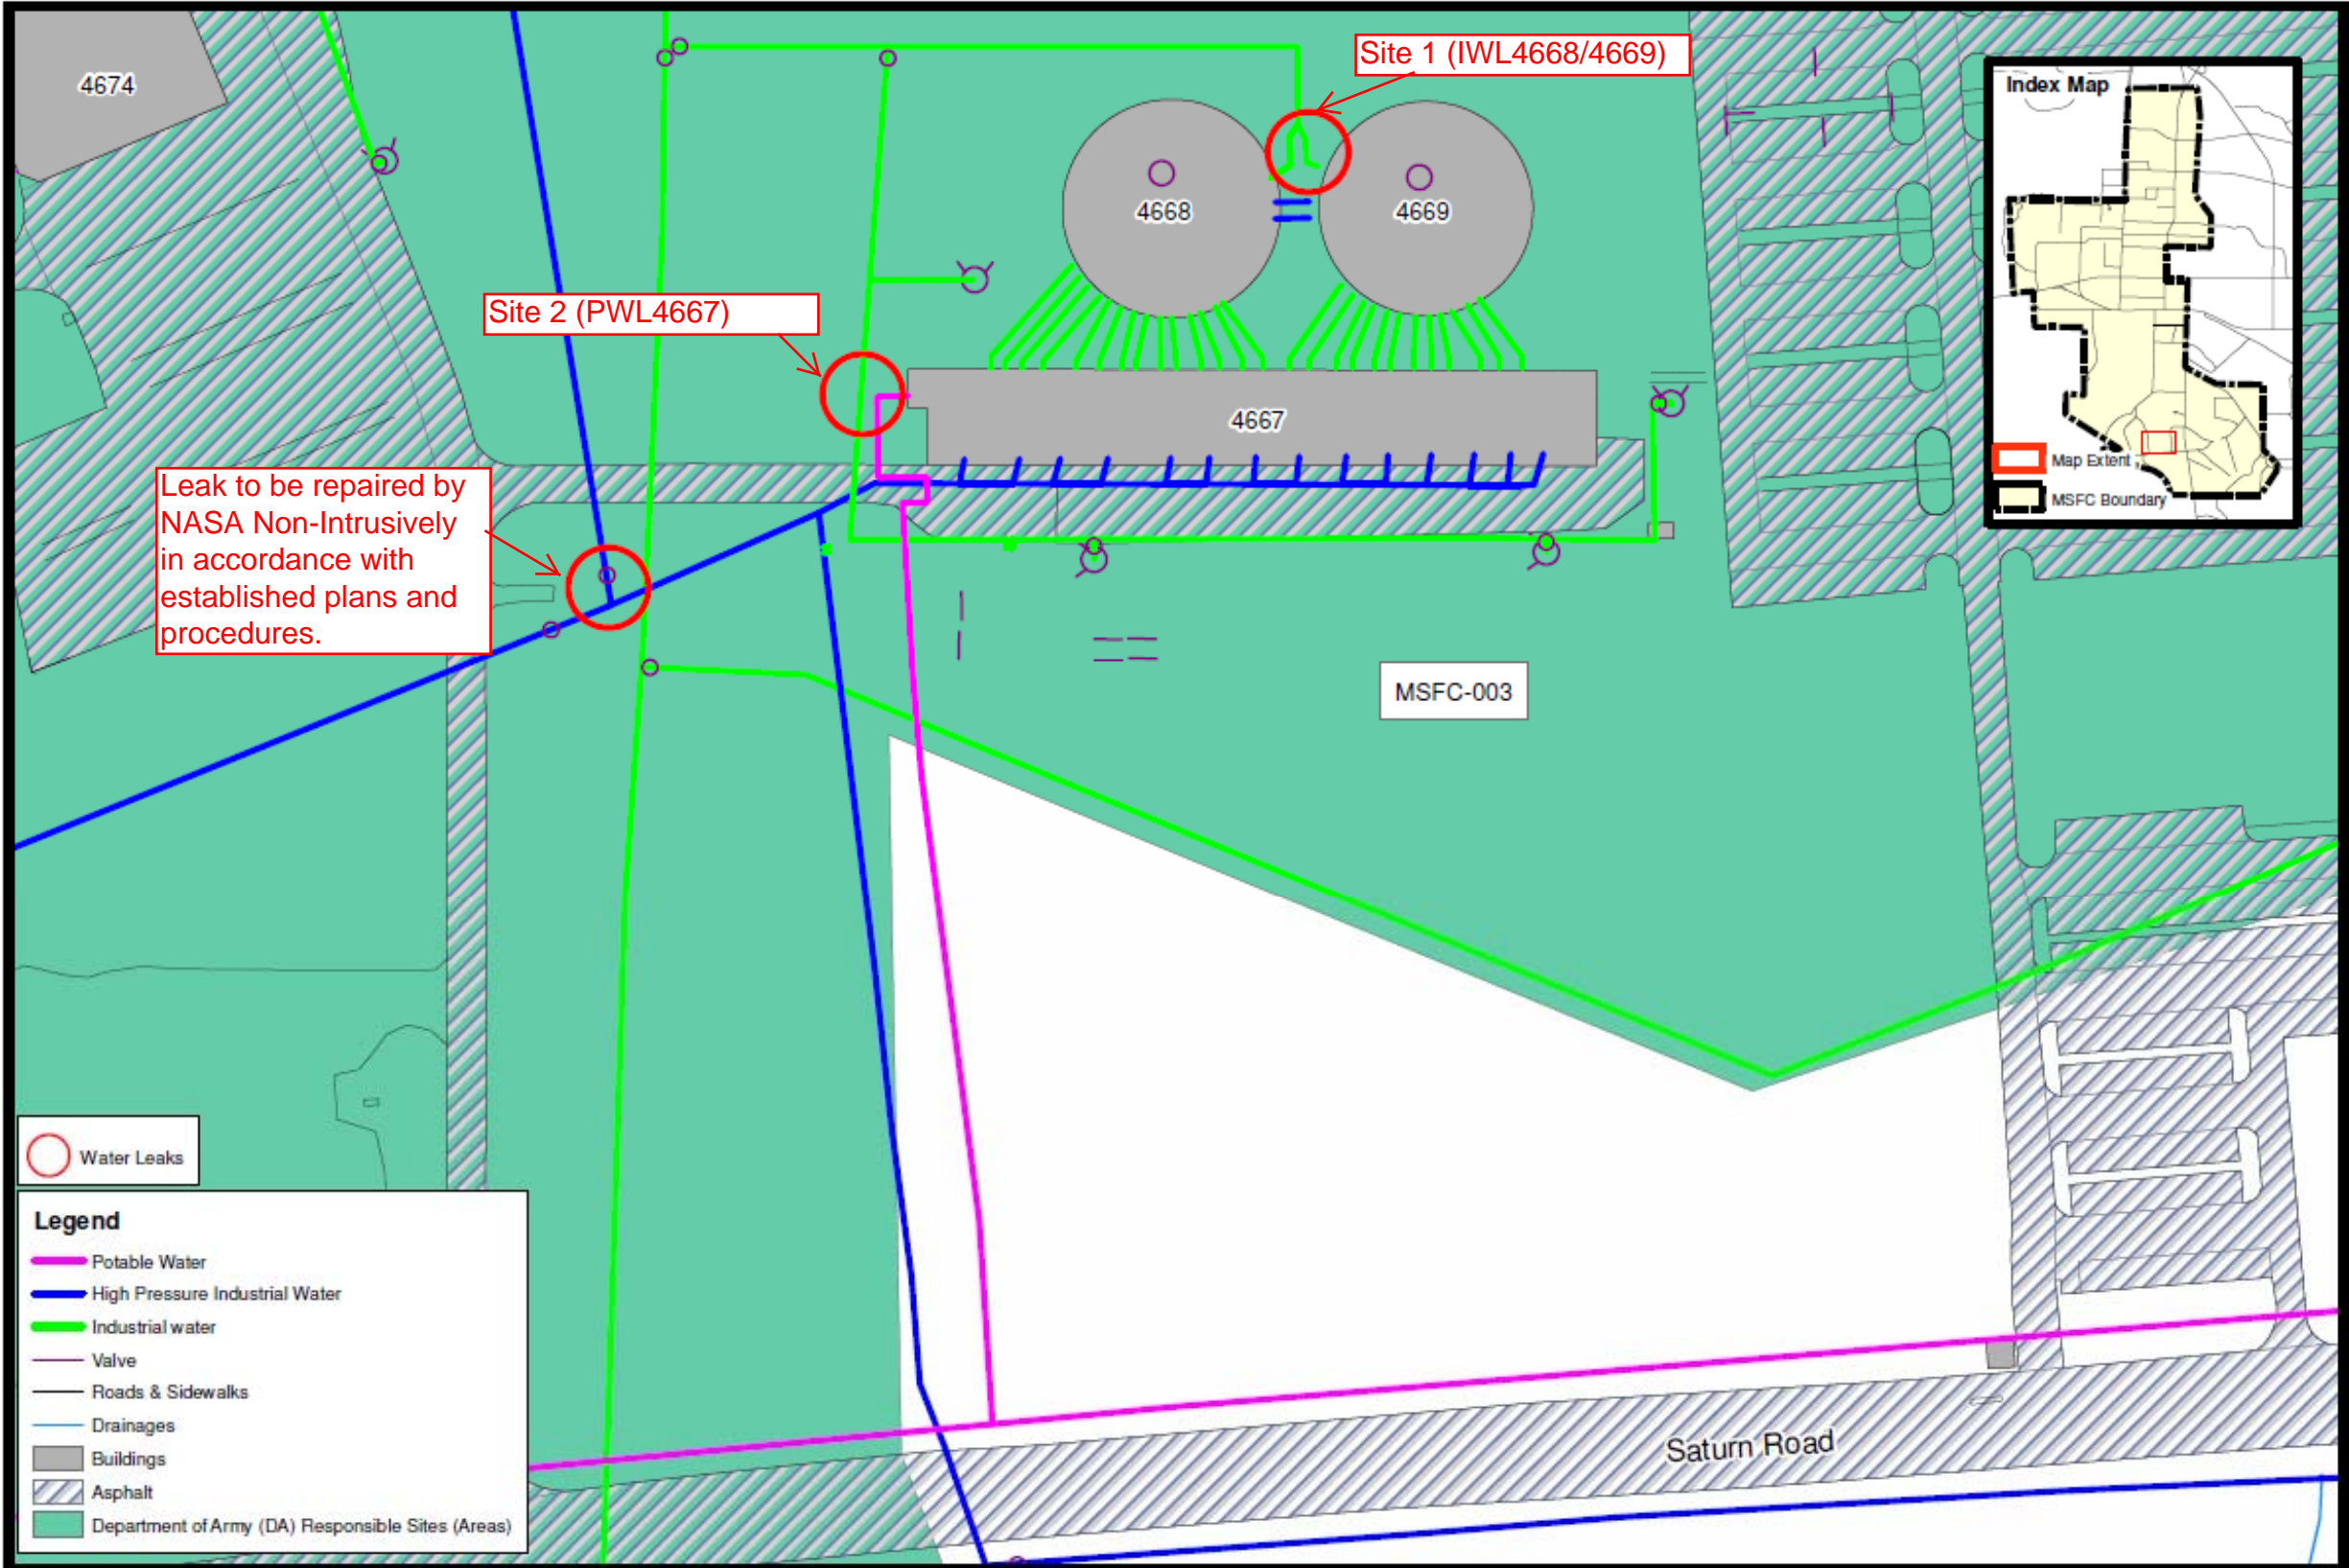 4674
Site 1 (IWL4668/4669)
Index Map
Map Extent
MSFC Boundary
4668
4669
Site 2 (PWL4667)
4667
Leak to be repaired by
NASA Non-Intrusively
in accordance with
established plans and
procedures.
MSFC-003
Water Leaks
Legend
Potable Water
High Pressure Industrial Water
Industrial water
Valve
Roads & Sidewalks
Drainages
Buildings
Asphalt
Department of Army (DA) Responsible Sites (Areas)
Saturn Road